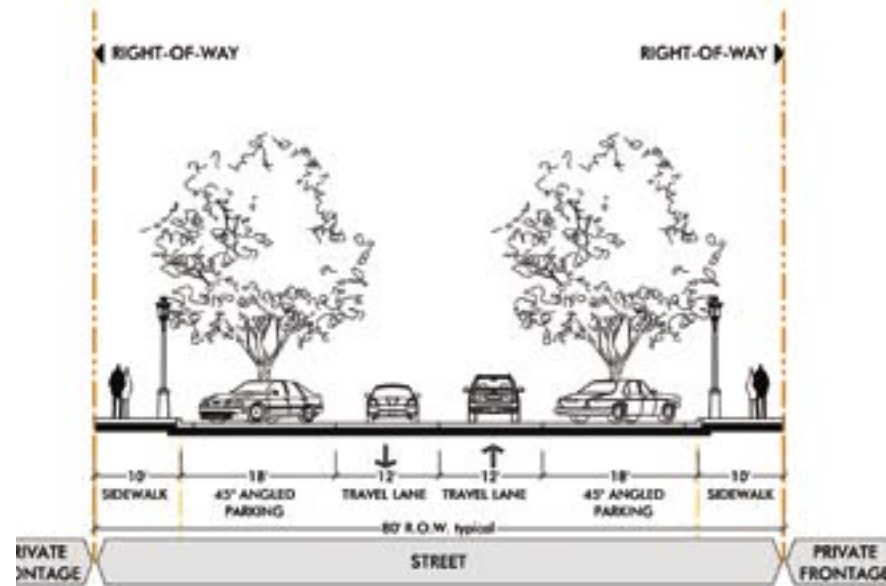 RIGHT-OF-WAY RIGHT-OF-WAY
10' 18' 12' 12' 18' 10'
SIDEWALK 45° ANGLED PARKING TRAVEL LANE TRAVEL LANE 45° ANGLED PARKING SIDEWALK
80' R.O.W. typical
RIVATE ONTAGE STREET PRIVATE FRONTAGE